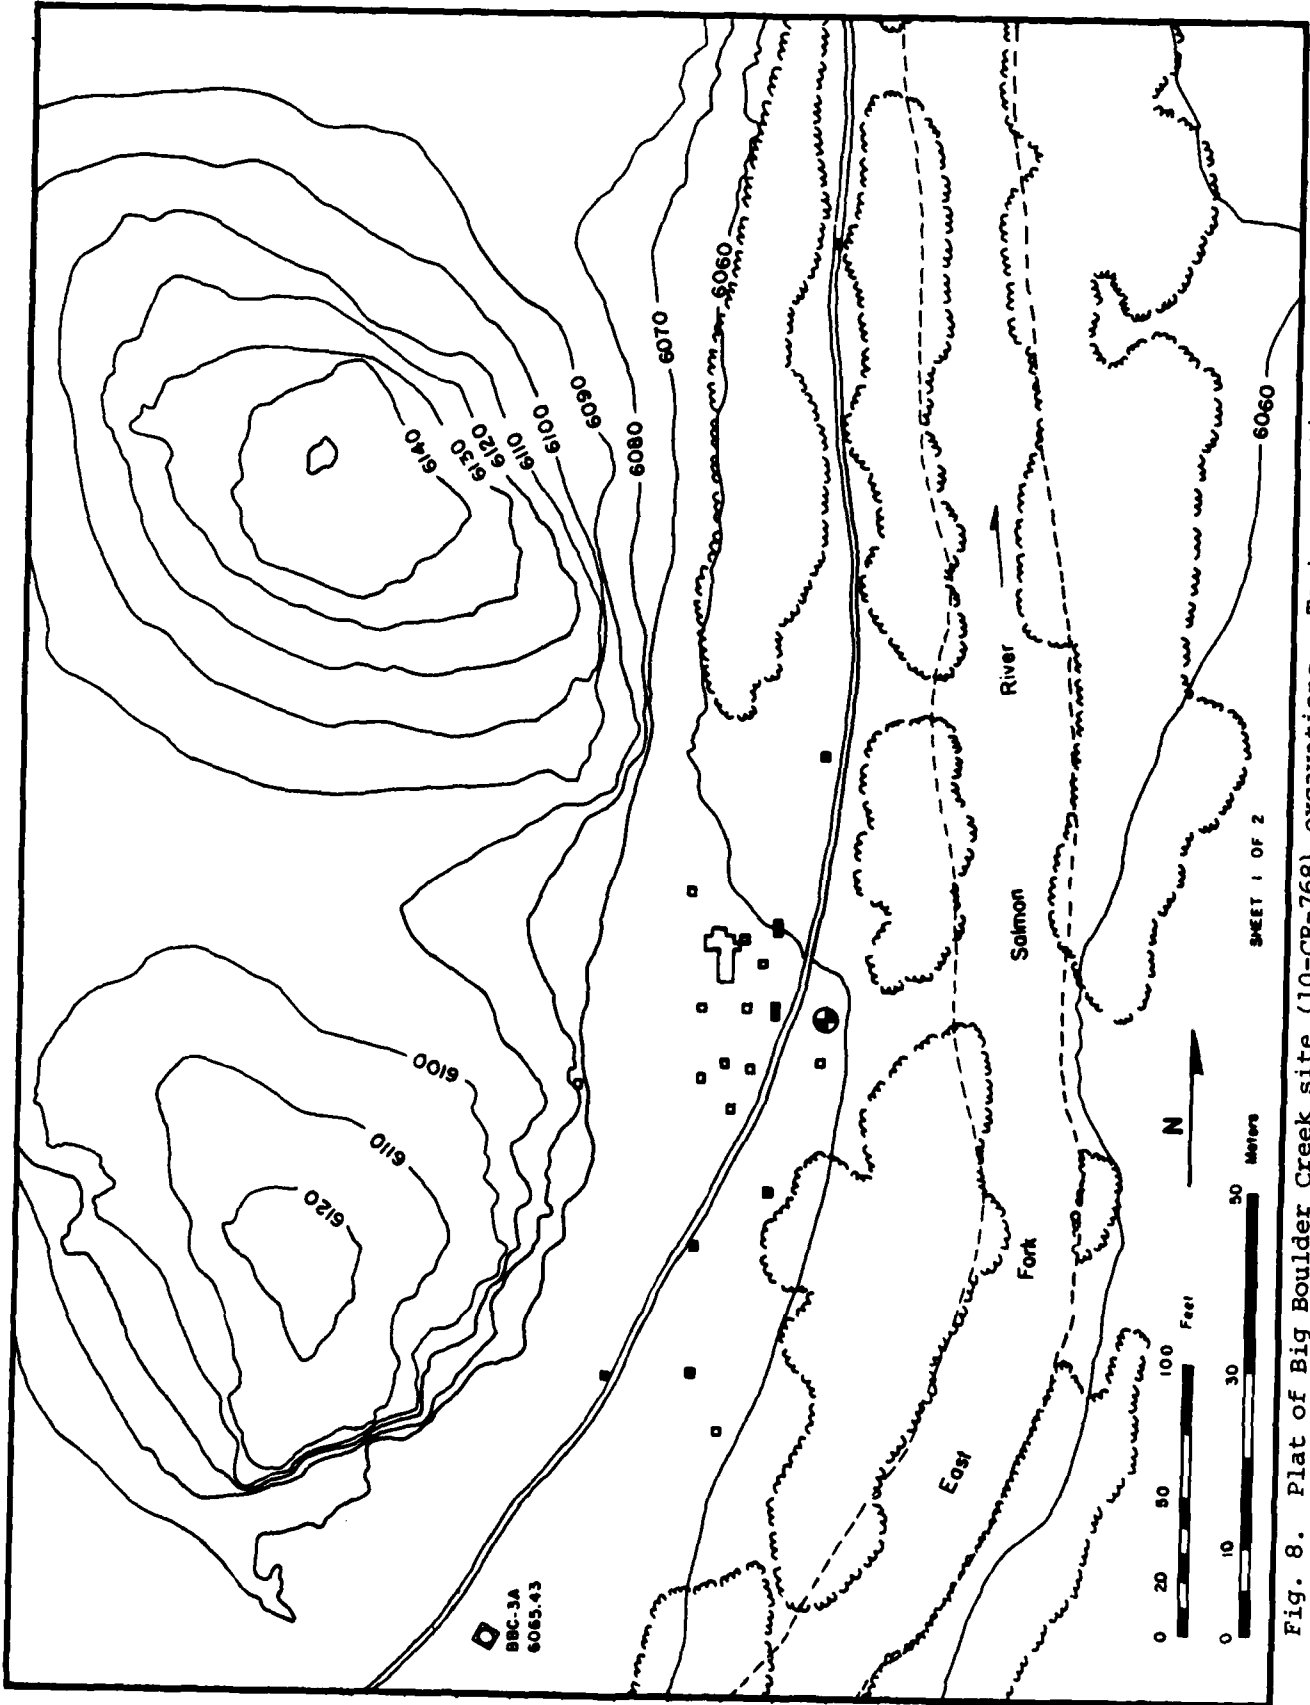 6140
6130
6120
6110
6100
6090
6080
6070
6060
6100
6110
6120
6060
BBC-3A
6065.43
East
Fork
Salmon
River
N
0 20 50 100 Feet
0 10 30 50 Meters
SHEET 1 OF 2
Fig. 8. Plat of Big Boulder Creek site (10-CR-768) excavations.